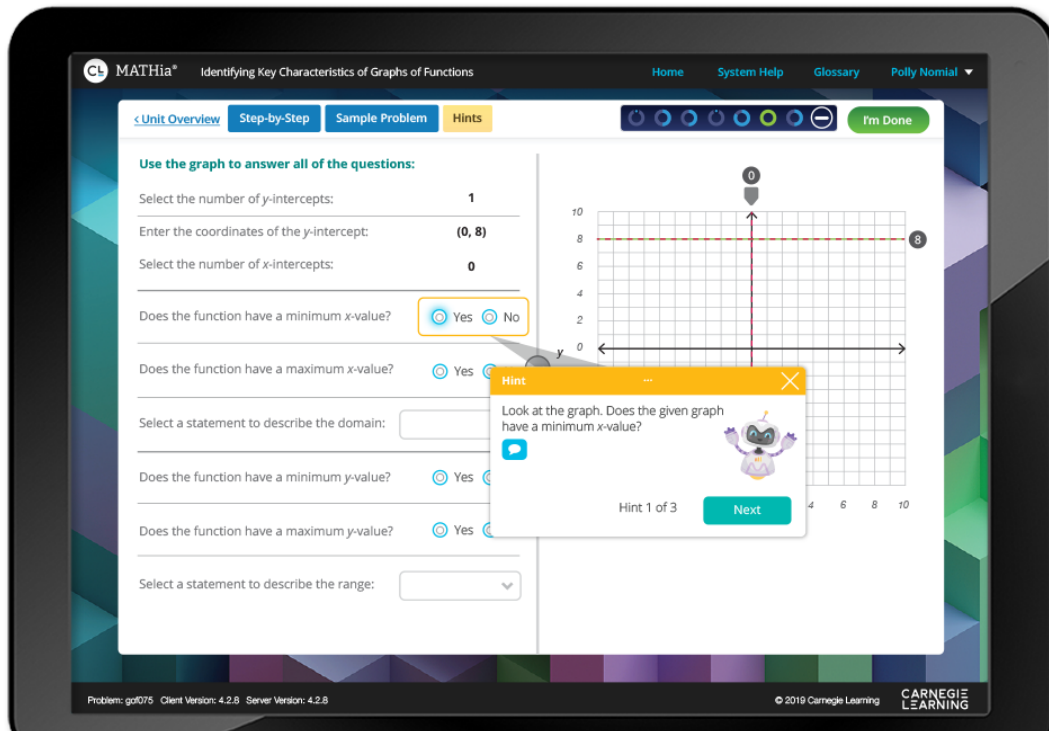 CL MATHia® Identifying Key Characteristics of Graphs of Functions Home System Help Glossary Polly Nomial
< Unit Overview Step-by-Step Sample Problem Hints I'm Done
Use the graph to answer all of the questions:
Select the number of y-intercepts: 1
Enter the coordinates of the y-intercept: (0, 8)
Select the number of x-intercepts: 0
Does the function have a minimum x-value? Yes No
Does the function have a maximum x-value? Yes
Select a statement to describe the domain:
Does the function have a minimum y-value? Yes
Does the function have a maximum y-value? Yes
Select a statement to describe the range:
0
10
8 8
6
4
2
0
y
Hint ...
Look at the graph. Does the given graph
have a minimum x-value?
Hint 1 of 3 Next
4 6 8 10
Problem: gof075 Client Version: 4.2.8 Server Version: 4.2.8 © 2019 Carnegie Learning
CARNEGIE
LEARNING